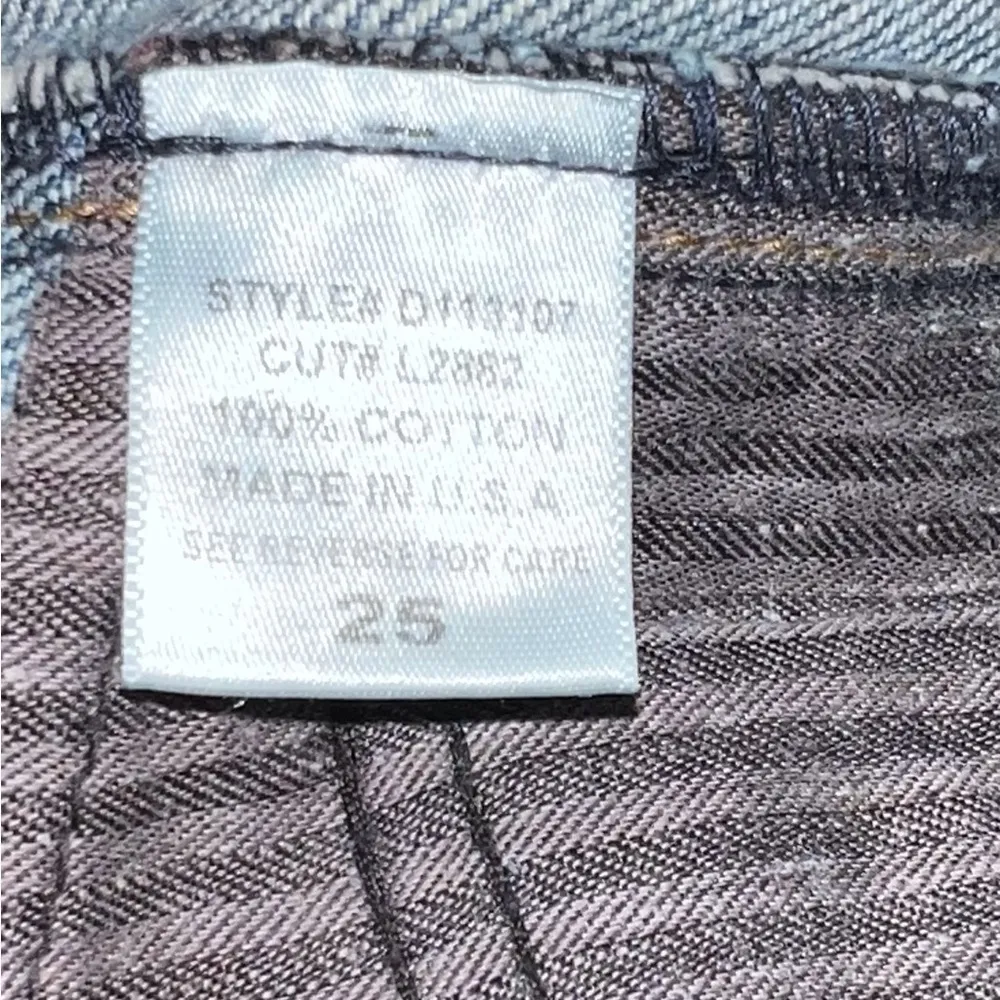 STYLE# D113107
CUT# L2882
100% COTTON
MADE IN U.S.A
SEE REVERSE FOR CARE
25